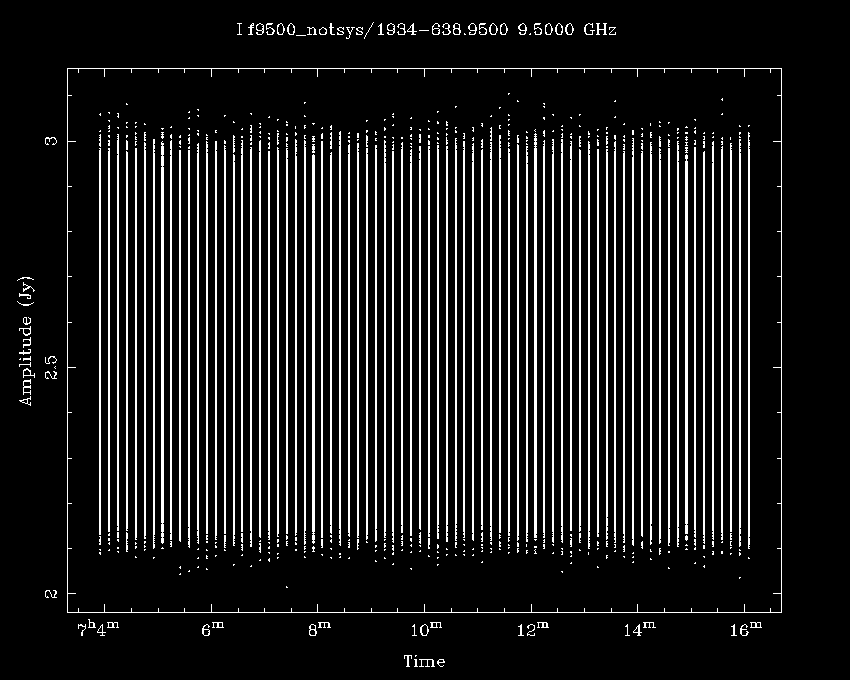 I f9500_notsys/1934-638.9500 9.5000 GHz
Amplitude (Jy)
3
2.5
2
7ʰ4ᵐ 6ᵐ 8ᵐ 10ᵐ 12ᵐ 14ᵐ 16ᵐ
Time